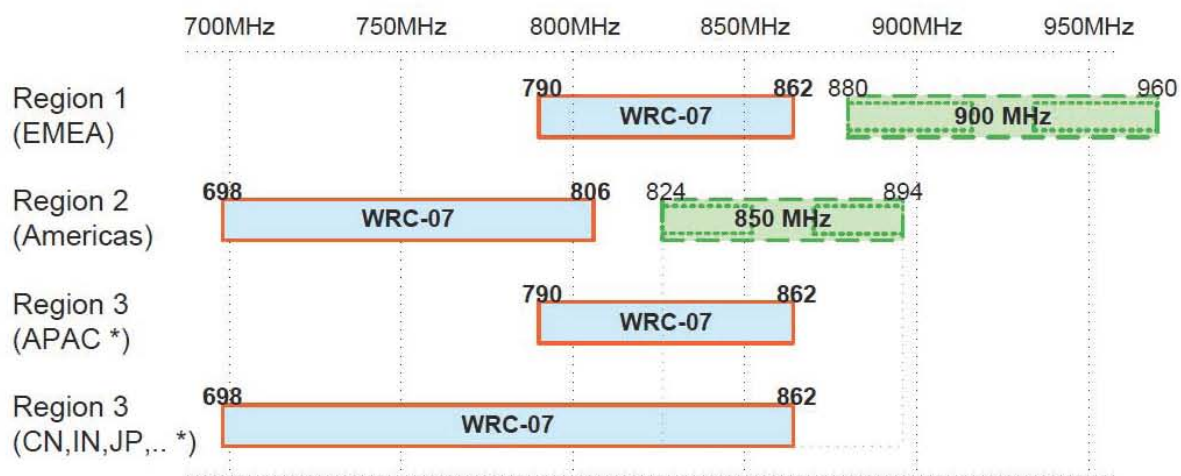 700MHz 750MHz 800MHz 850MHz 900MHz 950MHz
790 862 880 960
Region 1
(EMEA)
WRC-07 900 MHz
698 806 824 894
Region 2
(Americas)
WRC-07 850 MHz
790 862
Region 3
(APAC *)
WRC-07
698 862
Region 3
(CN,IN,JP,.. *)
WRC-07